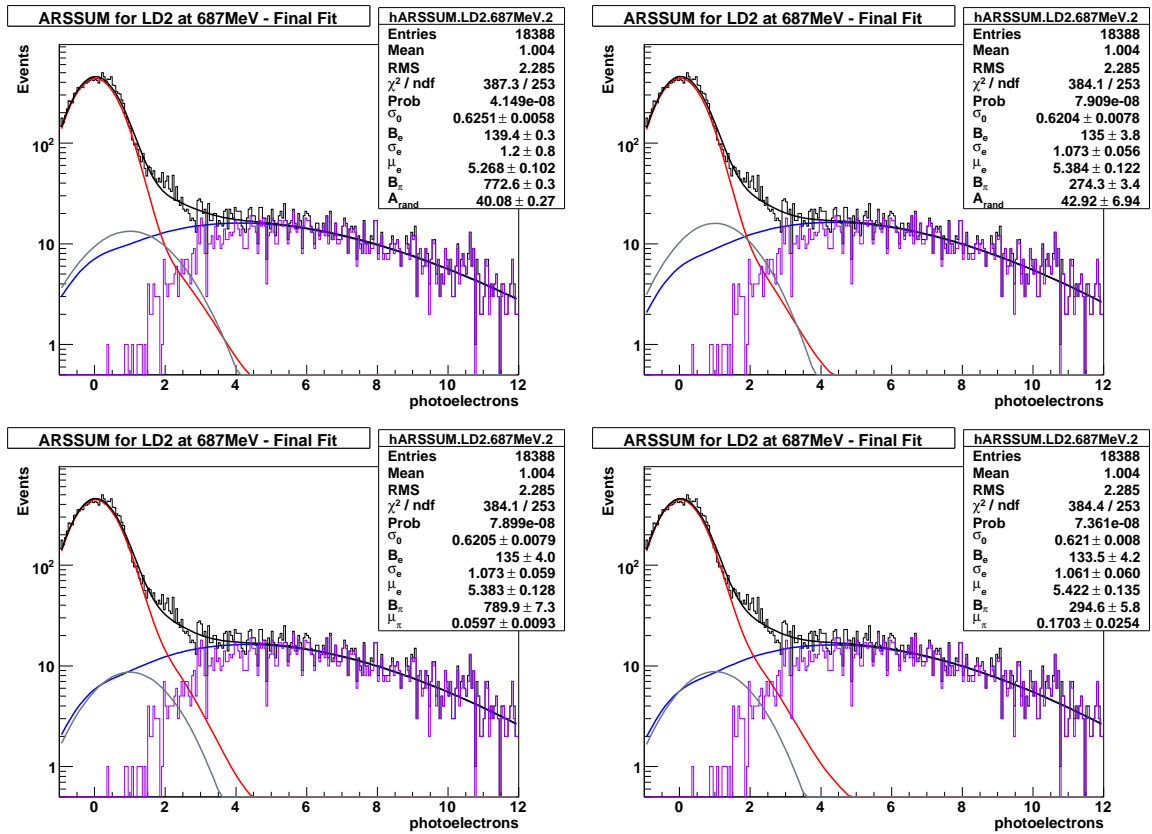 ARSSUM for LD2 at 687MeV - Final Fit
hARSSUM.LD2.687MeV.2
Entries 18388
Mean 1.004
RMS 2.285
χ² / ndf 387.3 / 253
Prob 4.149e-08
σ₀ 0.6251 ± 0.0058
Bₑ 139.4 ± 0.3
σₑ 1.2 ± 0.8
μₑ 5.268 ± 0.102
B_π 772.6 ± 0.3
A_rand 40.08 ± 0.27
Events
10²
10
1
0 2 4 6 8 10 12
photoelectrons
ARSSUM for LD2 at 687MeV - Final Fit
hARSSUM.LD2.687MeV.2
Entries 18388
Mean 1.004
RMS 2.285
χ² / ndf 384.1 / 253
Prob 7.909e-08
σ₀ 0.6204 ± 0.0078
Bₑ 135 ± 3.8
σₑ 1.073 ± 0.056
μₑ 5.384 ± 0.122
B_π 274.3 ± 3.4
A_rand 42.92 ± 6.94
Events
10²
10
1
0 2 4 6 8 10 12
photoelectrons
ARSSUM for LD2 at 687MeV - Final Fit
hARSSUM.LD2.687MeV.2
Entries 18388
Mean 1.004
RMS 2.285
χ² / ndf 384.1 / 253
Prob 7.899e-08
σ₀ 0.6205 ± 0.0079
Bₑ 135 ± 4.0
σₑ 1.073 ± 0.059
μₑ 5.383 ± 0.128
B_π 789.9 ± 7.3
μ_π 0.0597 ± 0.0093
Events
10²
10
1
0 2 4 6 8 10 12
photoelectrons
ARSSUM for LD2 at 687MeV - Final Fit
hARSSUM.LD2.687MeV.2
Entries 18388
Mean 1.004
RMS 2.285
χ² / ndf 384.4 / 253
Prob 7.361e-08
σ₀ 0.621 ± 0.008
Bₑ 133.5 ± 4.2
σₑ 1.061 ± 0.060
μₑ 5.422 ± 0.135
B_π 294.6 ± 5.8
μ_π 0.1703 ± 0.0254
Events
10²
10
1
0 2 4 6 8 10 12
photoelectrons